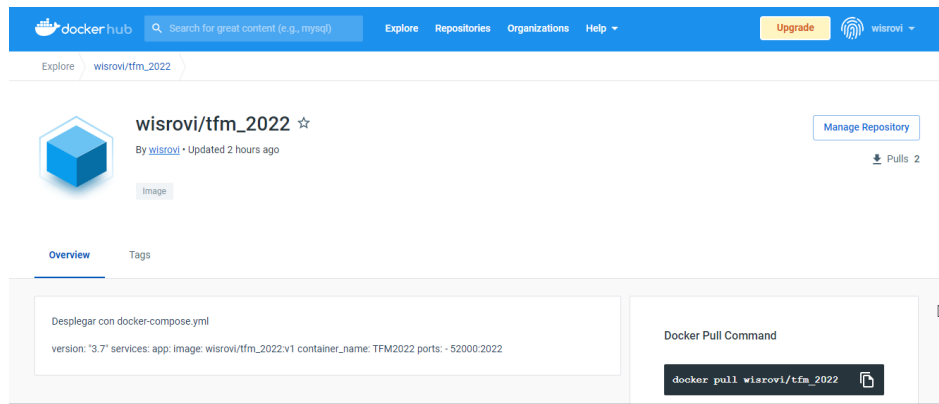 dockerhub Search for great content (e.g., mysql) Explore Repositories Organizations Help Upgrade wisrovi
Explore wisrovi/tfm_2022
wisrovi/tfm_2022
Manage Repository
By wisrovi • Updated 2 hours ago
Pulls 2
Image
Overview Tags
Desplegar con docker-compose.yml
Docker Pull Command
version: "3.7" services: app: image: wisrovi/tfm_2022:v1 container_name: TFM2022 ports: - 52000:2022
docker pull wisrovi/tfm_2022